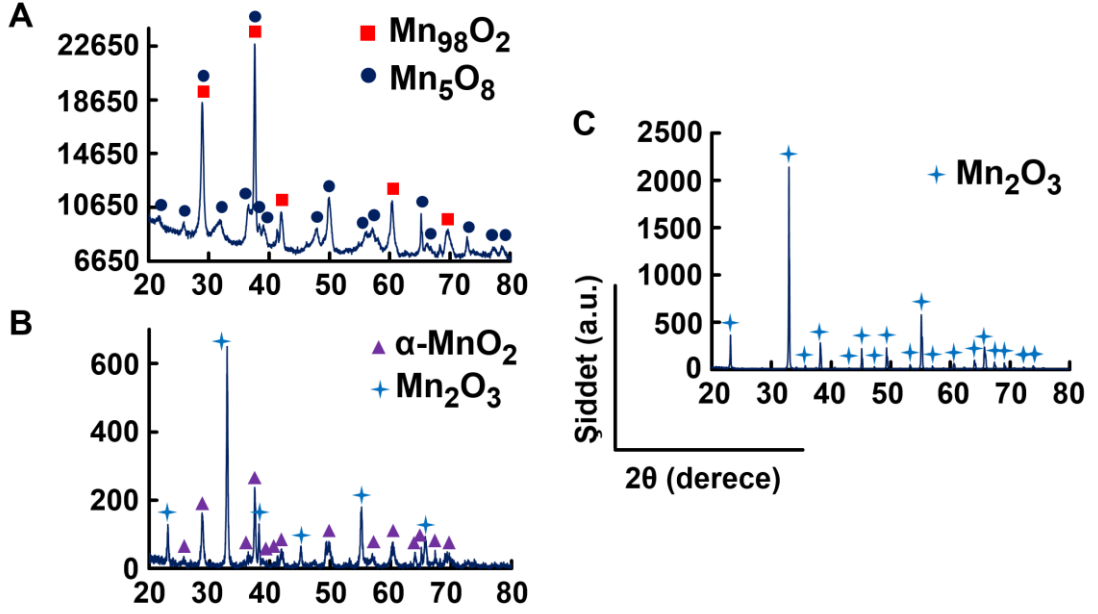 A
22650
18650
14650
10650
6650
20 30 40 50 60 70 80
Mn₉₈O₂
Mn₅O₈
B
600
400
200
0
20 30 40 50 60 70 80
α-MnO₂
Mn₂O₃
C
2500
2000
1500
1000
500
0
20 30 40 50 60 70 80
Mn₂O₃
Şiddet (a.u.)
2θ (derece)